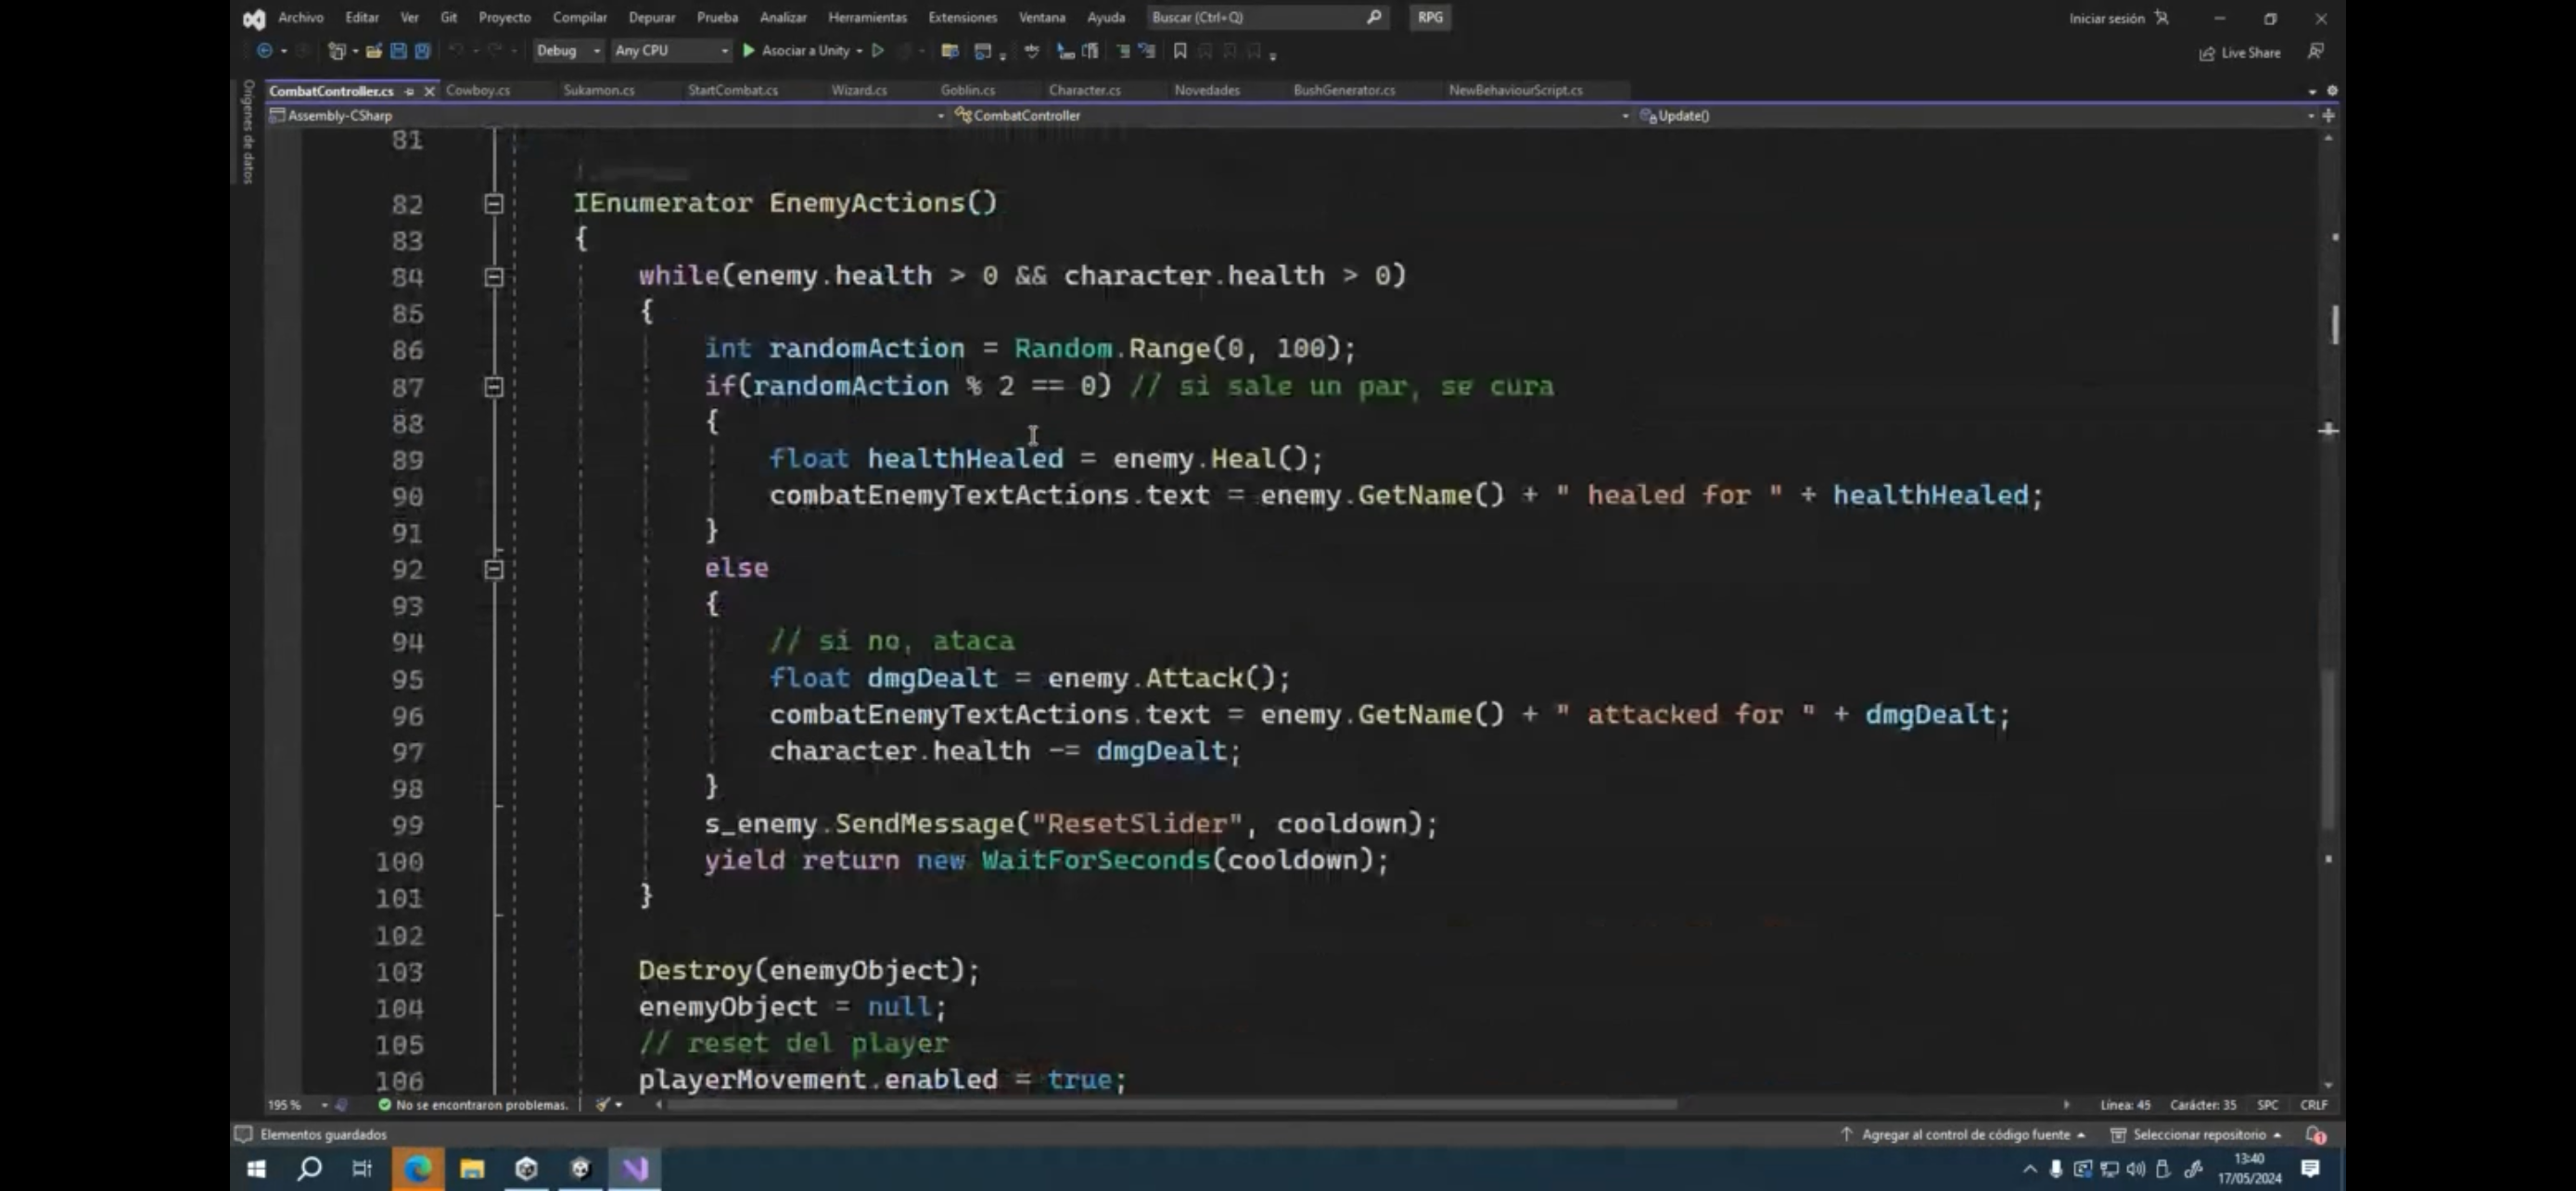 Archivo Editar Ver Git Proyecto Compilar Depurar Prueba Analizar Herramientas Extensiones Ventana Ayuda Buscar (Ctrl+Q) RPG Iniciar sesión
Debug Any CPU Asociar a Unity Live Share
Orígenes de datos
CombatController.cs Cowboy.cs Sukamon.cs StartCombat.cs Wizard.cs Goblin.cs Character.cs Novedades BushGenerator.cs NewBehaviourScript.cs
Assembly-CSharp CombatController Update()
81
82 IEnumerator EnemyActions()
83 {
84 while(enemy.health > 0 && character.health > 0)
85 {
86 int randomAction = Random.Range(0, 100);
87 if(randomAction % 2 == 0) // si sale un par, se cura
88 {
89 float healthHealed = enemy.Heal();
90 combatEnemyTextActions.text = enemy.GetName() + " healed for " + healthHealed;
91 }
92 else
93 {
94 // si no, ataca
95 float dmgDealt = enemy.Attack();
96 combatEnemyTextActions.text = enemy.GetName() + " attacked for " + dmgDealt;
97 character.health -= dmgDealt;
98 }
99 s_enemy.SendMessage("ResetSlider", cooldown);
100 yield return new WaitForSeconds(cooldown);
101 }
102
103 Destroy(enemyObject);
104 enemyObject = null;
105 // reset del player
106 playerMovement.enabled = true;
195 % No se encontraron problemas. Línea: 45 Carácter: 35 SPC CRLF
Elementos guardados Agregar al control de código fuente Seleccionar repositorio 1
13:40
17/05/2024